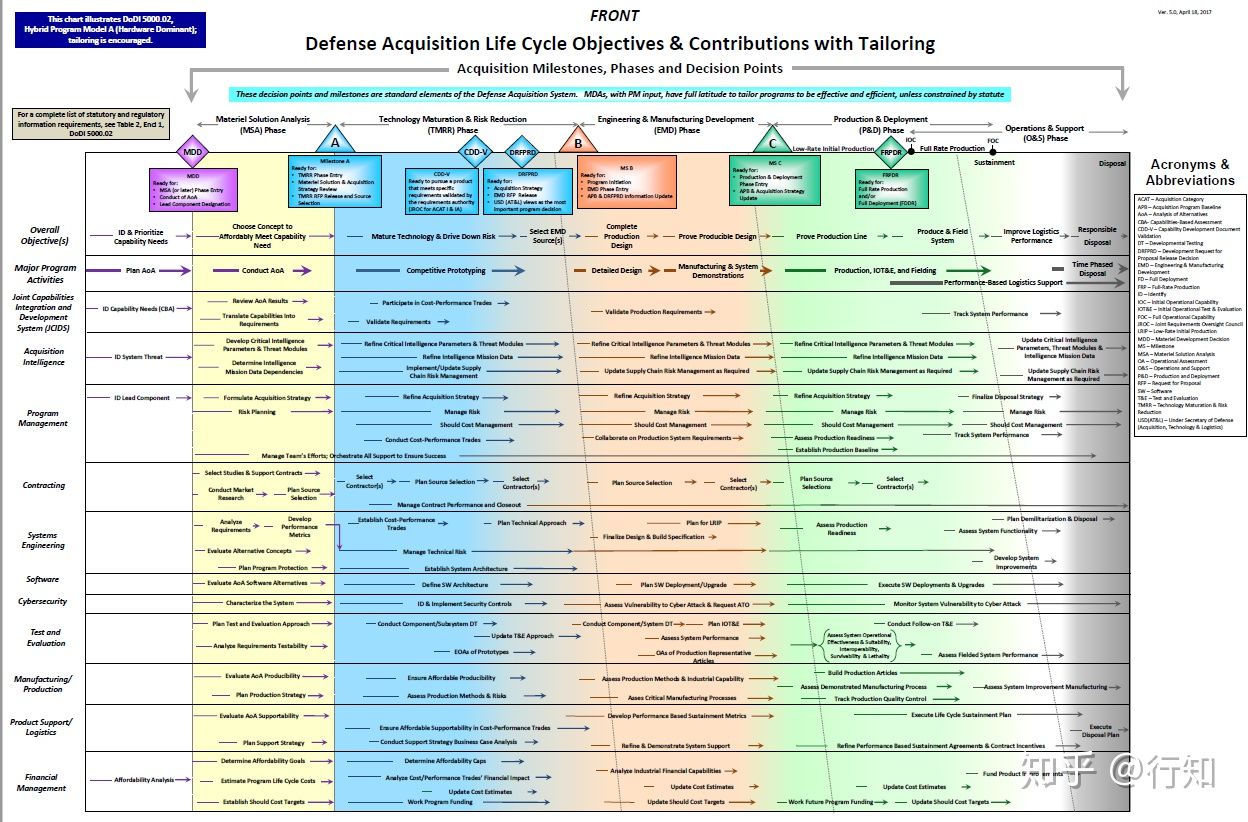 This chart illustrates DoDI 5000.02,
Hybrid Program Model A (Hardware Dominant);
tailoring is encouraged.
FRONT
Ver. 5.0, April 18, 2017
Defense Acquisition Life Cycle Objectives & Contributions with Tailoring
Acquisition Milestones, Phases and Decision Points
These decision points and milestones are standard elements of the Defense Acquisition System. MDAs, with PM input, have full latitude to tailor programs to be effective and efficient, unless constrained by statute
For a complete list of statutory and regulatory
information requirements, see Table 2, Encl 1,
DoDI 5000.02
Materiel Solution Analysis
(MSA) Phase
Technology Maturation & Risk Reduction
(TMRR) Phase
Engineering & Manufacturing Development
(EMD) Phase
Production & Deployment
(P&D) Phase
Operations & Support
(O&S) Phase
MDD
A
CDD-V
DRFPRD
B
C
Low-Rate Initial Production
FRPDR
IOC
Full Rate Production
FOC
Sustainment
Disposal
MDD
Ready for:
• MSA (or later) Phase Entry
• Conduct of AoA
• Lead Component Designation
Milestone A
Ready for:
• TMRR Phase Entry
• Materiel Solution & Acquisition
Strategy Review
• TMRR RFP Release and Source
Selection
CDD-V
Ready to pursue a product
that meets specific
requirements validated by
the requirements authority
(JROC for ACAT I & IA)
DRFPRD
Ready for:
• Acquisition Strategy
• EMD RFP Release
• USD (AT&L) views as the most
important program decision
MS B
Ready for:
• Program Initiation
• EMD Phase Entry
• APB & DRFPRD Information Update
MS C
Ready for:
• Production & Deployment
Phase Entry
• APB & Acquisition Strategy
Update
FRPDR
Ready for:
Full Rate Production
and/or
Full Deployment (FDDR)
Overall
Objective(s)
ID & Prioritize
Capability Needs
Choose Concept to
Affordably Meet Capability
Need
Mature Technology & Drive Down Risk
Select EMD
Source(s)
Complete
Production
Design
Prove Producible Design
Prove Production Line
Produce & Field
System
Improve Logistics
Performance
Responsible
Disposal
Major Program
Activities
Plan AoA
Conduct AoA
Competitive Prototyping
Detailed Design
Manufacturing & System
Demonstrations
Production, IOT&E, and Fielding
Time Phased
Disposal
Performance-Based Logistics Support
Joint Capabilities
Integration and
Development
System (JCIDS)
ID Capability Needs (CBA)
Review AoA Results
Translate Capabilities Into
Requirements
Participate in Cost-Performance Trades
Validate Requirements
Validate Production Requirements
Track System Performance
Acquisition
Intelligence
ID System Threat
Develop Critical Intelligence
Parameters & Threat Modules
Determine Intelligence
Mission Data Dependencies
Refine Critical Intelligence Parameters & Threat Modules
Refine Intelligence Mission Data
Implement/Update Supply
Chain Risk Management
Refine Critical Intelligence Parameters & Threat Modules
Refine Intelligence Mission Data
Update Supply Chain Risk Management as Required
Refine Critical Intelligence Parameters & Threat Modules
Refine Intelligence Mission Data
Update Supply Chain Risk Management as Required
Update Critical Intelligence
Parameters, Threat Modules &
Intelligence Mission Data
Update Supply Chain Risk
Management as Required
Program
Management
ID Lead Component
Formulate Acquisition Strategy
Risk Planning
Refine Acquisition Strategy
Manage Risk
Should Cost Management
Conduct Cost-Performance Trades
Refine Acquisition Strategy
Manage Risk
Should Cost Management
Collaborate on Production System Requirements
Refine Acquisition Strategy
Manage Risk
Should Cost Management
Assess Production Readiness
Establish Production Baseline
Finalize Disposal Strategy
Manage Risk
Should Cost Management
Track System Performance
Manage Team's Efforts; Orchestrate All Support to Ensure Success
Contracting
Select Studies & Support Contracts
Conduct Market
Research
Plan Source
Selection
Select
Contractor(s)
Plan Source Selection
Select
Contractor(s)
Plan Source Selection
Select
Contractor(s)
Plan Source
Selections
Select
Contractor(s)
Manage Contract Performance and Closeout
Systems
Engineering
Analyze
Requirements
Develop
Performance
Metrics
Evaluate Alternative Concepts
Plan Program Protection
Establish Cost-Performance
Trades
Plan Technical Approach
Manage Technical Risk
Establish System Architecture
Plan for LRIP
Finalize Design & Build Specification
Assess Production
Readiness
Plan Demilitarization & Disposal
Assess System Functionality
Develop System
Improvements
Software
Evaluate AoA Software Alternatives
Define SW Architecture
Plan SW Deployment/Upgrade
Execute SW Deployments & Upgrades
Cybersecurity
Characterize the System
ID & Implement Security Controls
Assess Vulnerability to Cyber Attack & Request ATO
Monitor System Vulnerability to Cyber Attack
Test and
Evaluation
Plan Test and Evaluation Approach
Analyze Requirements Testability
Conduct Component/Subsystem DT
Update T&E Approach
EOAs of Prototypes
Conduct Component/System DT
Plan IOT&E
Assess System Performance
OAs of Production Representative
Articles
Assess System Operational
Effectiveness & Suitability,
Interoperability,
Survivability & Lethality
Conduct Follow-on T&E
Assess Fielded System Performance
Manufacturing/
Production
Evaluate AoA Producibility
Plan Production Strategy
Ensure Affordable Producibility
Assess Production Methods & Risks
Assess Production Methods & Industrial Capability
Asses Critical Manufacturing Processes
Build Production Articles
Assess Demonstrated Manufacturing Process
Track Production Quality Control
Assess System Improvement Manufacturing
Product Support/
Logistics
Evaluate AoA Supportability
Plan Support Strategy
Ensure Affordable Supportability in Cost-Performance Trades
Conduct Support Strategy Business Case Analysis
Develop Performance Based Sustainment Metrics
Refine & Demonstrate System Support
Execute Life Cycle Sustainment Plan
Refine Performance Based Sustainment Agreements & Contract Incentives
Execute
Disposal Plan
Financial
Management
Affordability Analysis
Determine Affordability Goals
Estimate Program Life Cycle Costs
Establish Should Cost Targets
Determine Affordability Caps
Analyze Cost/Performance Trades' Financial Impact
Update Cost Estimates
Work Program Funding
Analyze Industrial Financial Capabilities
Update Cost Estimates
Update Should Cost Targets
Update Cost Estimates
Work Future Program Funding
Update Should Cost Targets
Fund Product
Acronyms &
Abbreviations
ACAT – Acquisition Category
APB – Acquisition Program Baseline
AoA – Analysis of Alternatives
CBA– Capabilities-Based Assessment
CDD-V – Capability Development Document
Validation
DT – Developmental Testing
DRFPRD – Development Request for
Proposal Release Decision
EMD – Engineering & Manufacturing
Development
FD – Full Deployment
FRP – Full-Rate Production
ID – Identify
IOC – Initial Operational Capability
IOT&E – Initial Operational Test & Evaluation
FOC – Full Operational Capability
JROC – Joint Requirements Oversight Council
LRIP – Low-Rate Initial Production
MDD – Materiel Development Decision
MS – Milestone
MSA – Materiel Solution Analysis
OA – Operational Assessment
O&S – Operations and Support
P&D – Production and Deployment
RFP – Request for Proposal
SW – Software
T&E – Test and Evaluation
TMRR – Technology Maturation & Risk
Reduction
USD(AT&L) – Under Secretary of Defense
(Acquisition, Technology & Logistics)
知乎 @行知